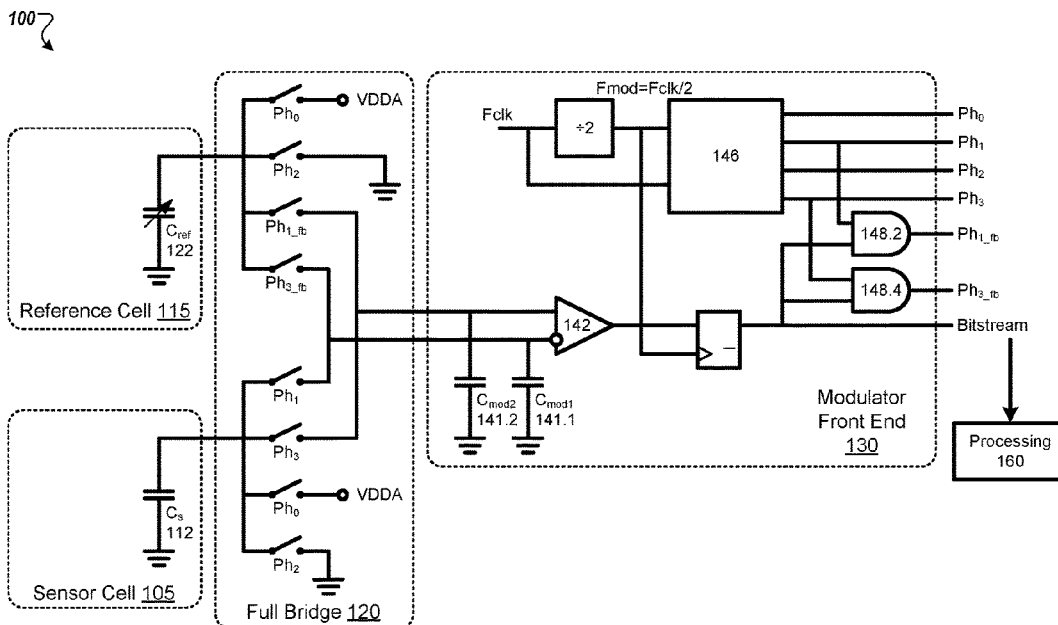 100
Ph0
VDDA
Ph2
Ph1_fb
Ph3_fb
Cref
122
Reference Cell 115
Ph1
Ph3
Ph0
VDDA
Ph2
Cs
112
Sensor Cell 105
Full Bridge 120
Fmod=Fclk/2
Fclk
÷2
146
Ph0
Ph1
Ph2
Ph3
148.2
Ph1_fb
148.4
Ph3_fb
142
Bitstream
Cmod2
141.2
Cmod1
141.1
Modulator
Front End
130
Processing
160